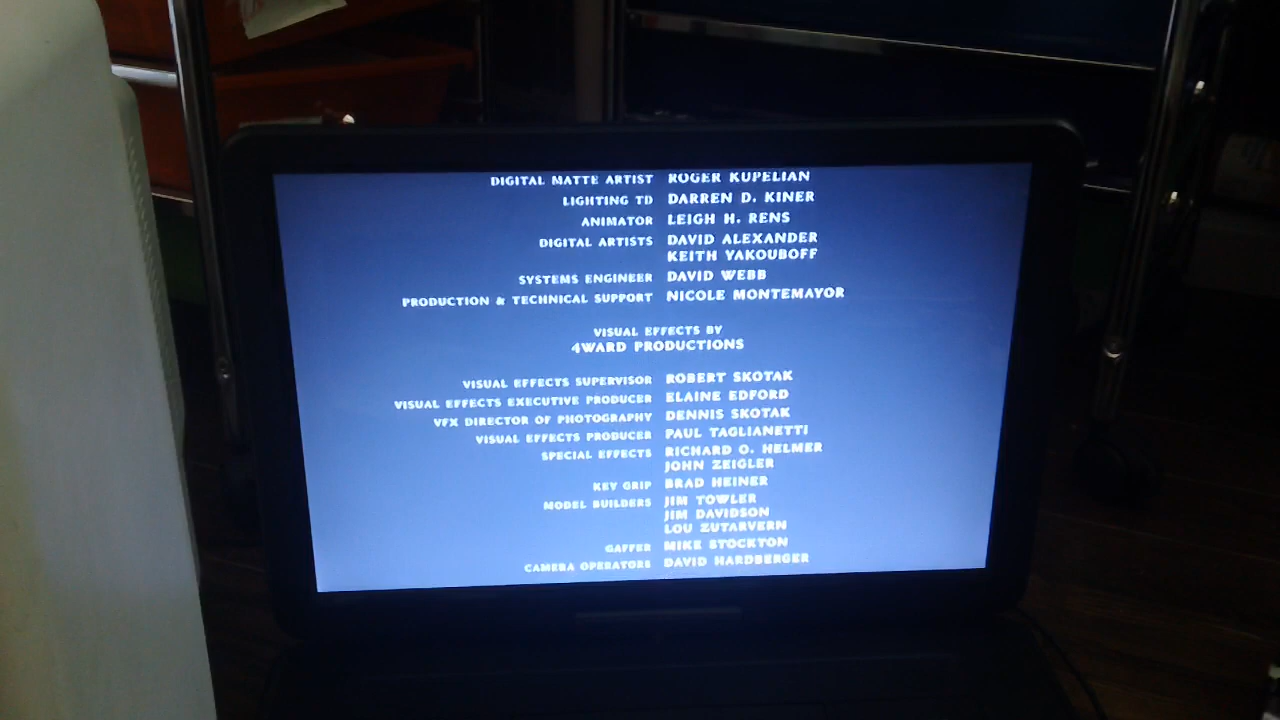 DIGITAL MATTE ARTIST ROGER KUPELIAN
LIGHTING TD DARREN D. KINER
ANIMATOR LEIGH H. RENS
DIGITAL ARTISTS DAVID ALEXANDER
KEITH YAKOUBOFF
SYSTEMS ENGINEER DAVID WEBB
PRODUCTION & TECHNICAL SUPPORT NICOLE MONTEMAYOR
VISUAL EFFECTS BY
4WARD PRODUCTIONS
VISUAL EFFECTS SUPERVISOR ROBERT SKOTAK
VISUAL EFFECTS EXECUTIVE PRODUCER ELAINE EDFORD
VFX DIRECTOR OF PHOTOGRAPHY DENNIS SKOTAK
VISUAL EFFECTS PRODUCER PAUL TAGLIANETTI
SPECIAL EFFECTS RICHARD O. HELMER
JOHN ZEIGLER
KEY GRIP BRAD HEINER
MODEL BUILDERS JIM TOWLER
JIM DAVIDSON
LOU ZUTARVERN
GAFFER MIKE STOCKTON
CAMERA OPERATORS DAVID HARDBERGER